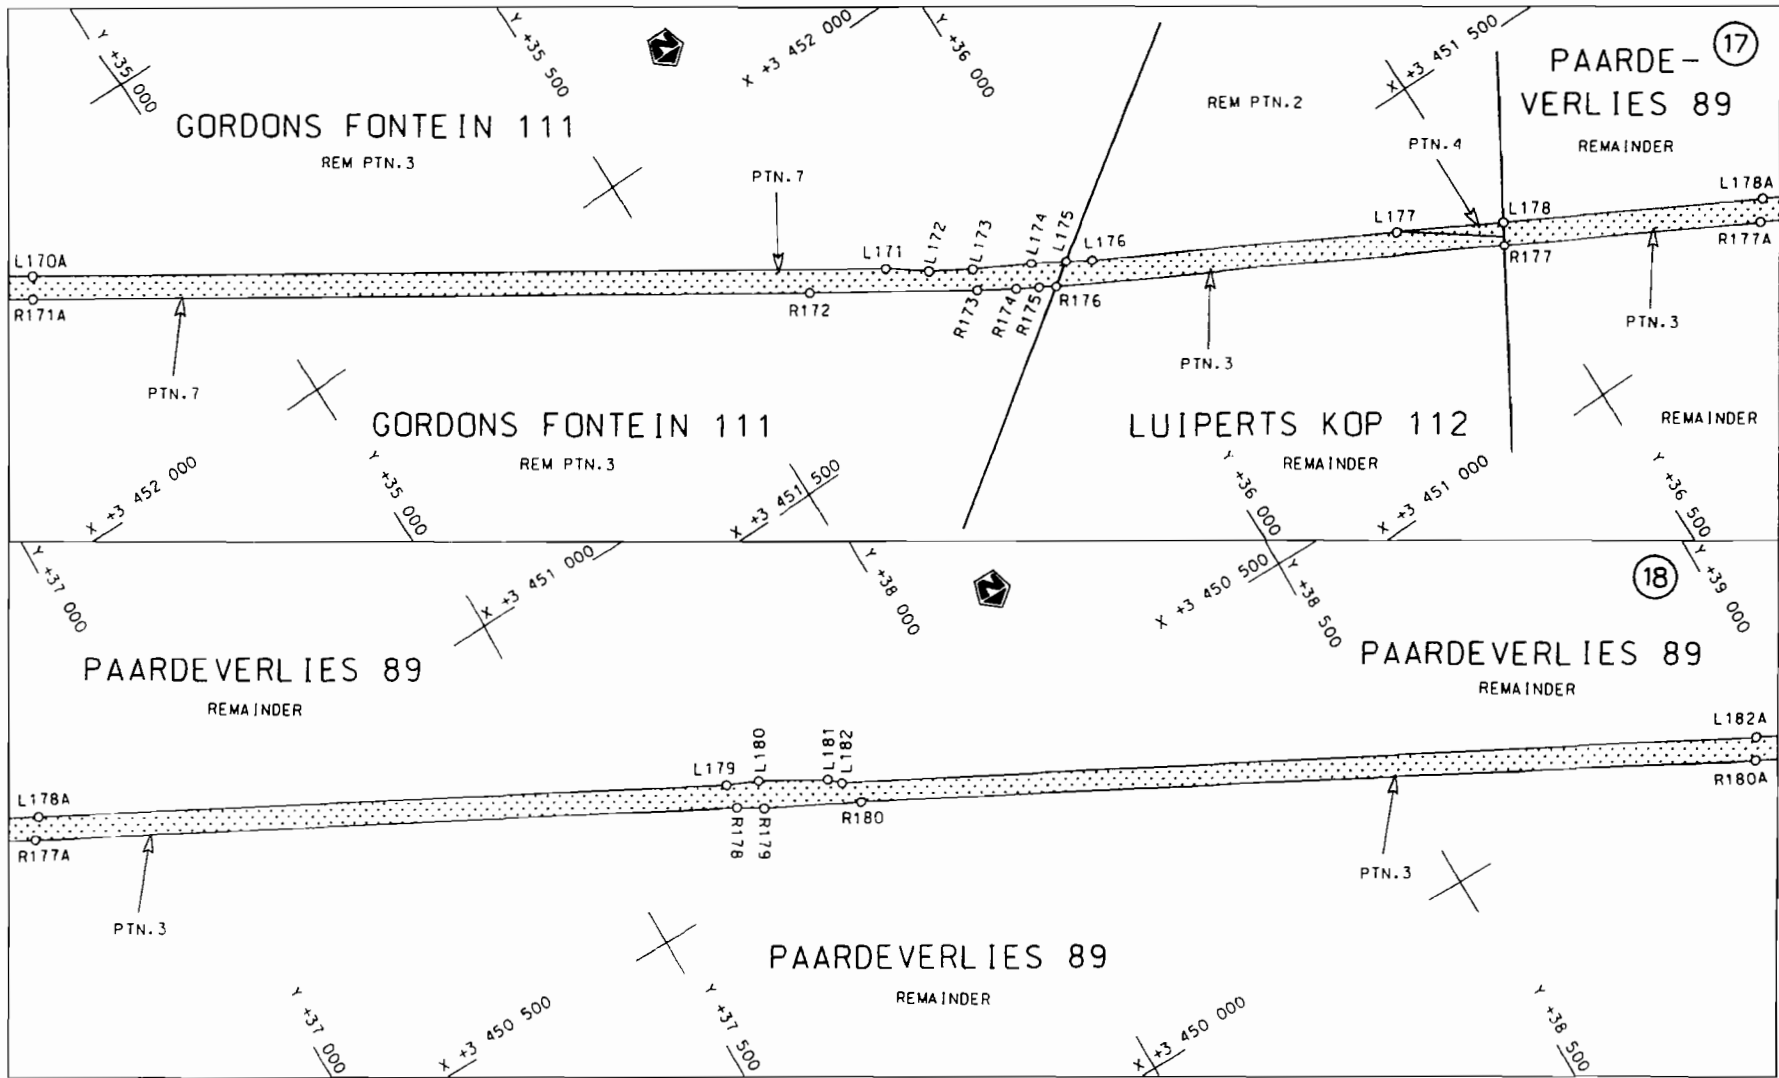 Y +35 000
Y +35 500
X +3 452 000
Y +36 000
X +3 451 500
17
PAARDE-
VERLIES 89
REMAINDER
GORDONS FONTEIN 111
REM PTN.3
N
REM PTN.2
PTN.4
PTN.7
L170A
L171
L172
L173
L174
L175
L176
L177
L178
L178A
R171A
R172
R173
R174
R175
R176
R177
R177A
PTN.7
PTN.3
PTN.3
GORDONS FONTEIN 111
REM PTN.3
LUIPERTS KOP 112
REMAINDER
REMAINDER
X +3 452 000
Y +35 000
X +3 451 500
Y +36 000
X +3 451 000
Y +36 500
Y +37 000
X +3 451 000
Y +38 000
N
X +3 450 500
Y +38 500
18
Y +39 000
PAARDEVERLIES 89
REMAINDER
PAARDEVERLIES 89
REMAINDER
L178A
L179
L180
L181
L182
L182A
R177A
R178
R179
R180
R180A
PTN.3
PTN.3
PAARDEVERLIES 89
REMAINDER
Y +37 000
X +3 450 500
Y +37 500
X +3 450 000
Y +38 500